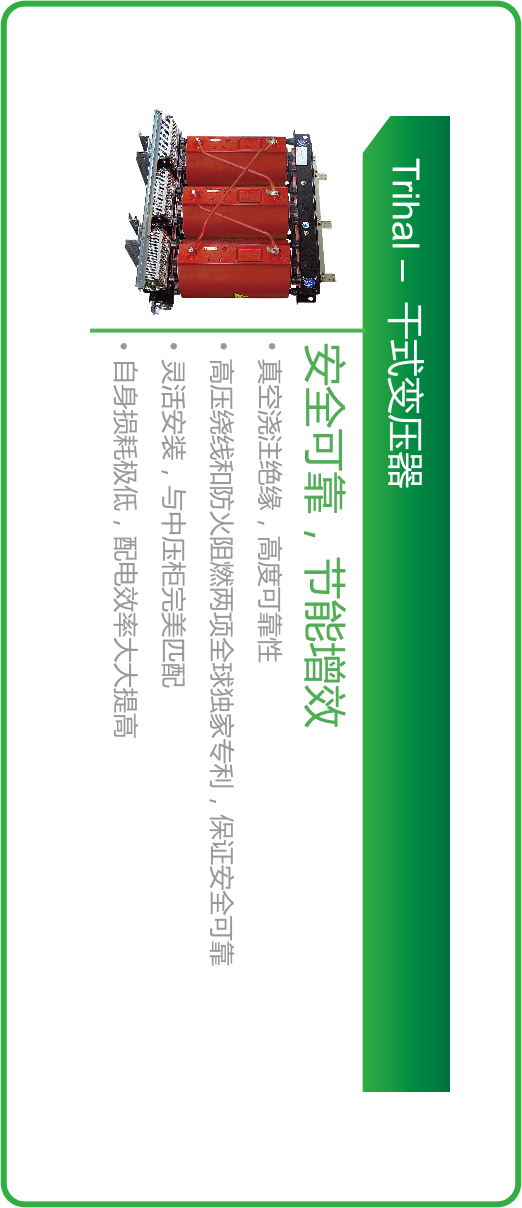 Trihal – 干式变压器
安全可靠，节能增效
• 真空浇注绝缘，高度可靠性
• 高压绕线和防火阻燃两项全球独家专利，保证安全可靠
• 灵活安装，与中压柜完美匹配
• 自身损耗极低，配电效率大大提高